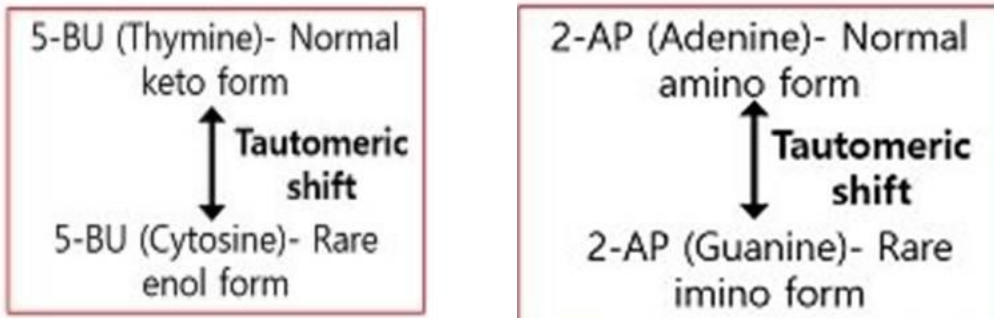 5-BU (Thymine)- Normal
keto form
Tautomeric
shift
5-BU (Cytosine)- Rare
enol form
2-AP (Adenine)- Normal
amino form
Tautomeric
shift
2-AP (Guanine)- Rare
imino form